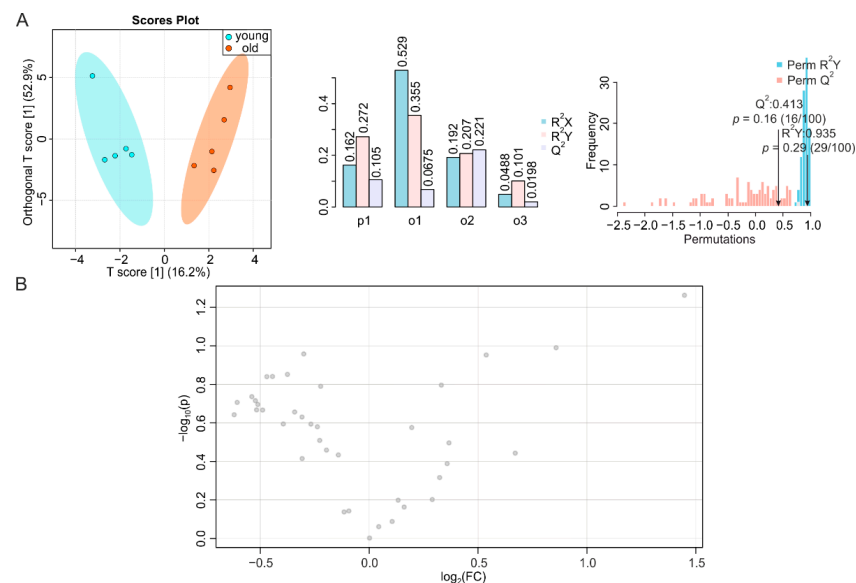 A
Scores Plot
young
old
Orthogonal T score [1] (52.9%)
5
0
−5
−4 −2 0 2 4
T score [1] (16.2%)
0.4
0.2
0.0
0.162
0.272
0.105
0.529
0.355
0.0675
0.192
0.207
0.221
0.0488
0.101
0.0198
p1 o1 o2 o3
R²X
R²Y
Q²
Perm R²Y
Perm Q²
Q²:0.413
p = 0.16 (16/100)
R²Y:0.935
p = 0.29 (29/100)
Frequency
30
20
10
0
−2.5 −2.0 −1.5 −1.0 −0.5 0.0 0.5 1.0
Permutations
B
−log₁₀(p)
1.2
1.0
0.8
0.6
0.4
0.2
0.0
−0.5 0.0 0.5 1.0 1.5
log₂(FC)